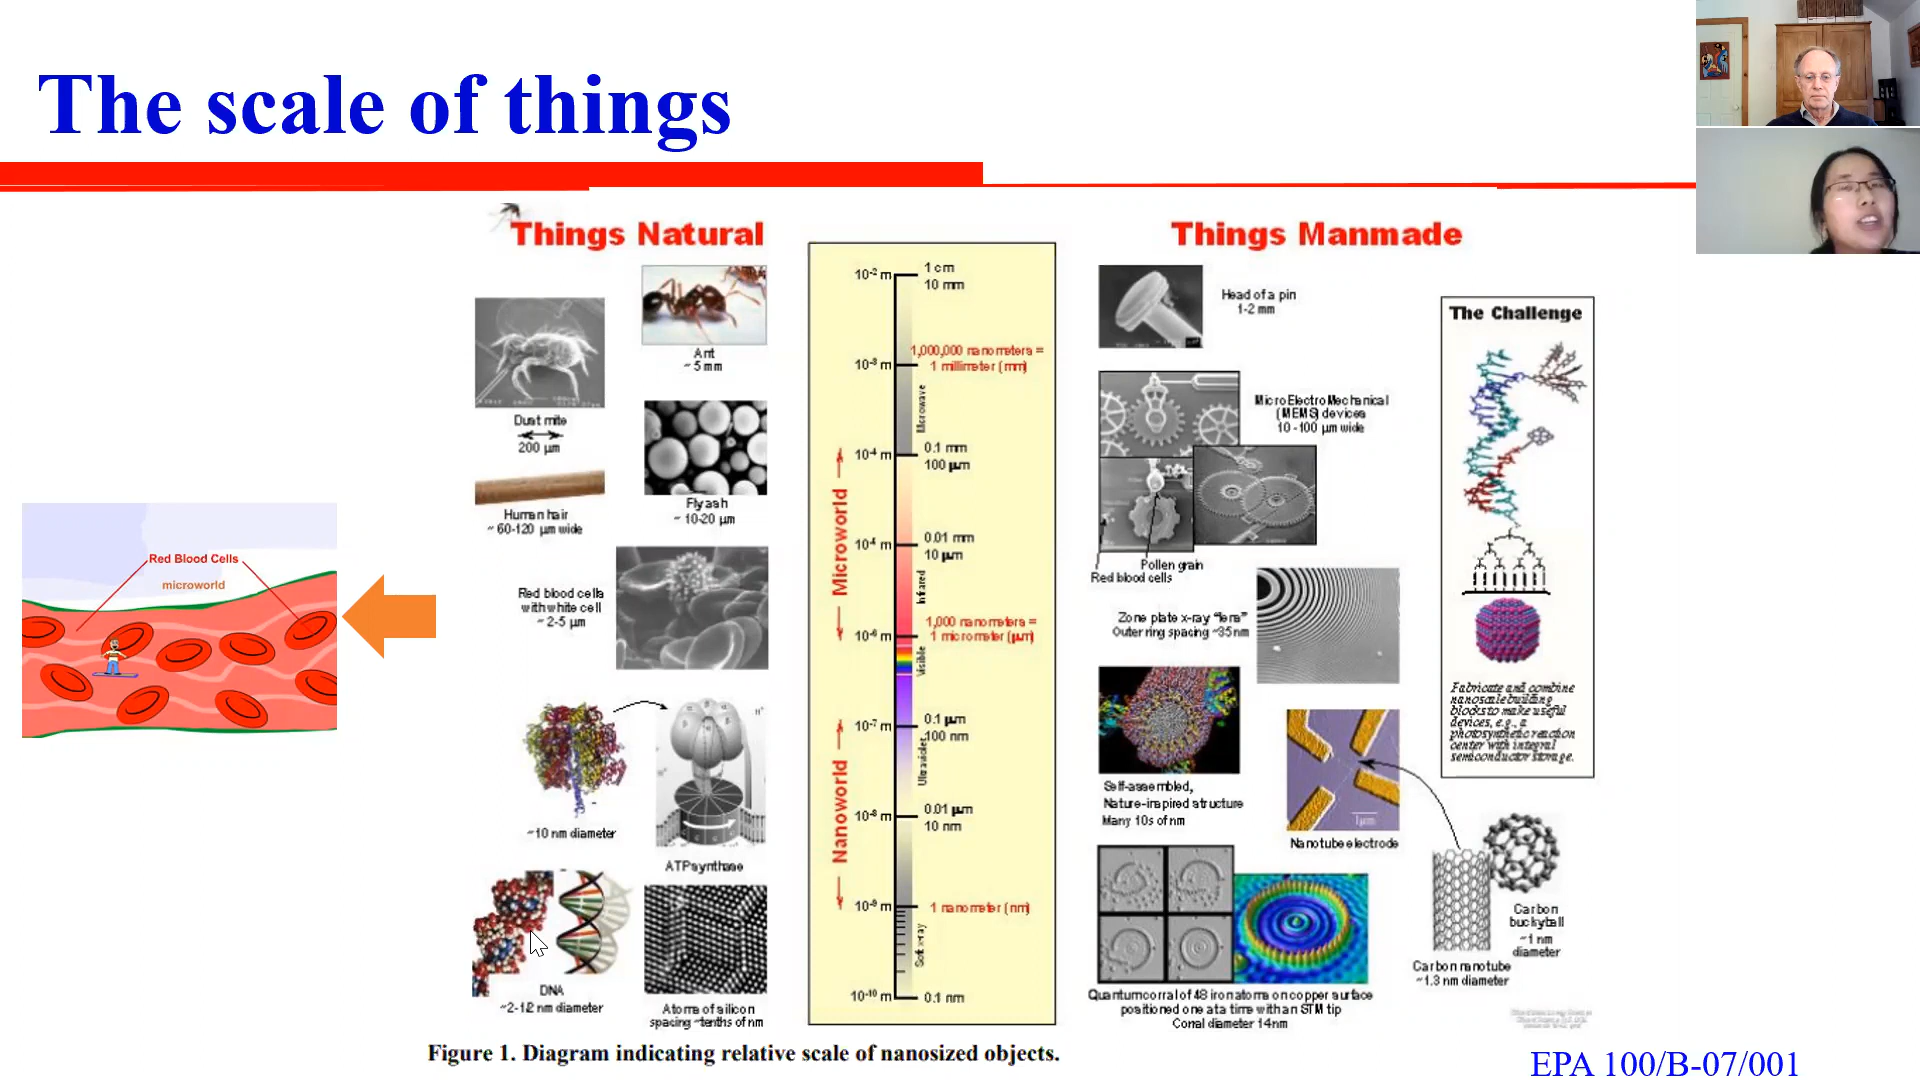 The scale of things
Things Natural
Things Manmade
Ant
~ 5 mm
Dust mite
200 µm
Human hair
~ 60-120 µm wide
Fly ash
~ 10-20 µm
Red blood cells
with white cell
~ 2-5 µm
~10 nm diameter
ATP synthase
DNA
~2-12 nm diameter
Atoms of silicon
spacing ~tenths of nm
Red Blood Cells
microworld
10-2 m
1 cm
10 mm
1,000,000 nanometers =
10-3 m
1 millimeter (mm)
Microwave
0.1 mm
10-4 m
100 µm
Microworld
0.01 mm
10-4 m
10 µm
Infrared
1,000 nanometers =
10-6 m
1 micrometer (µm)
Visible
0.1 µm
10-7 m
100 nm
Ultraviolet
Nanoworld
0.01 µm
10-8 m
10 nm
10-9 m
1 nanometer (nm)
Soft x-ray
10-10 m
0.1 nm
Head of a pin
1-2 mm
MicroElectroMechanical
(MEMS) devices
10 -100 µm wide
Pollen grain
Red blood cells
Zone plate x-ray "lens"
Outer ring spacing ~35 nm
Self-assembled,
Nature-inspired structure
Many 10s of nm
1µm
Nanotube electrode
Quantum corral of 48 iron atoms on copper surface
positioned one at a time with an STM tip
Corral diameter 14 nm
Carbon
buckyball
~1 nm
diameter
Carbon nanotube
~1.3 nm diameter
The Challenge
Fabricate and combine
nanoscale building
blocks to make useful
devices, e.g., a
photosynthetic reaction
center with integral
semiconductor storage.
Figure 1. Diagram indicating relative scale of nanosized objects.
EPA 100/B-07/001